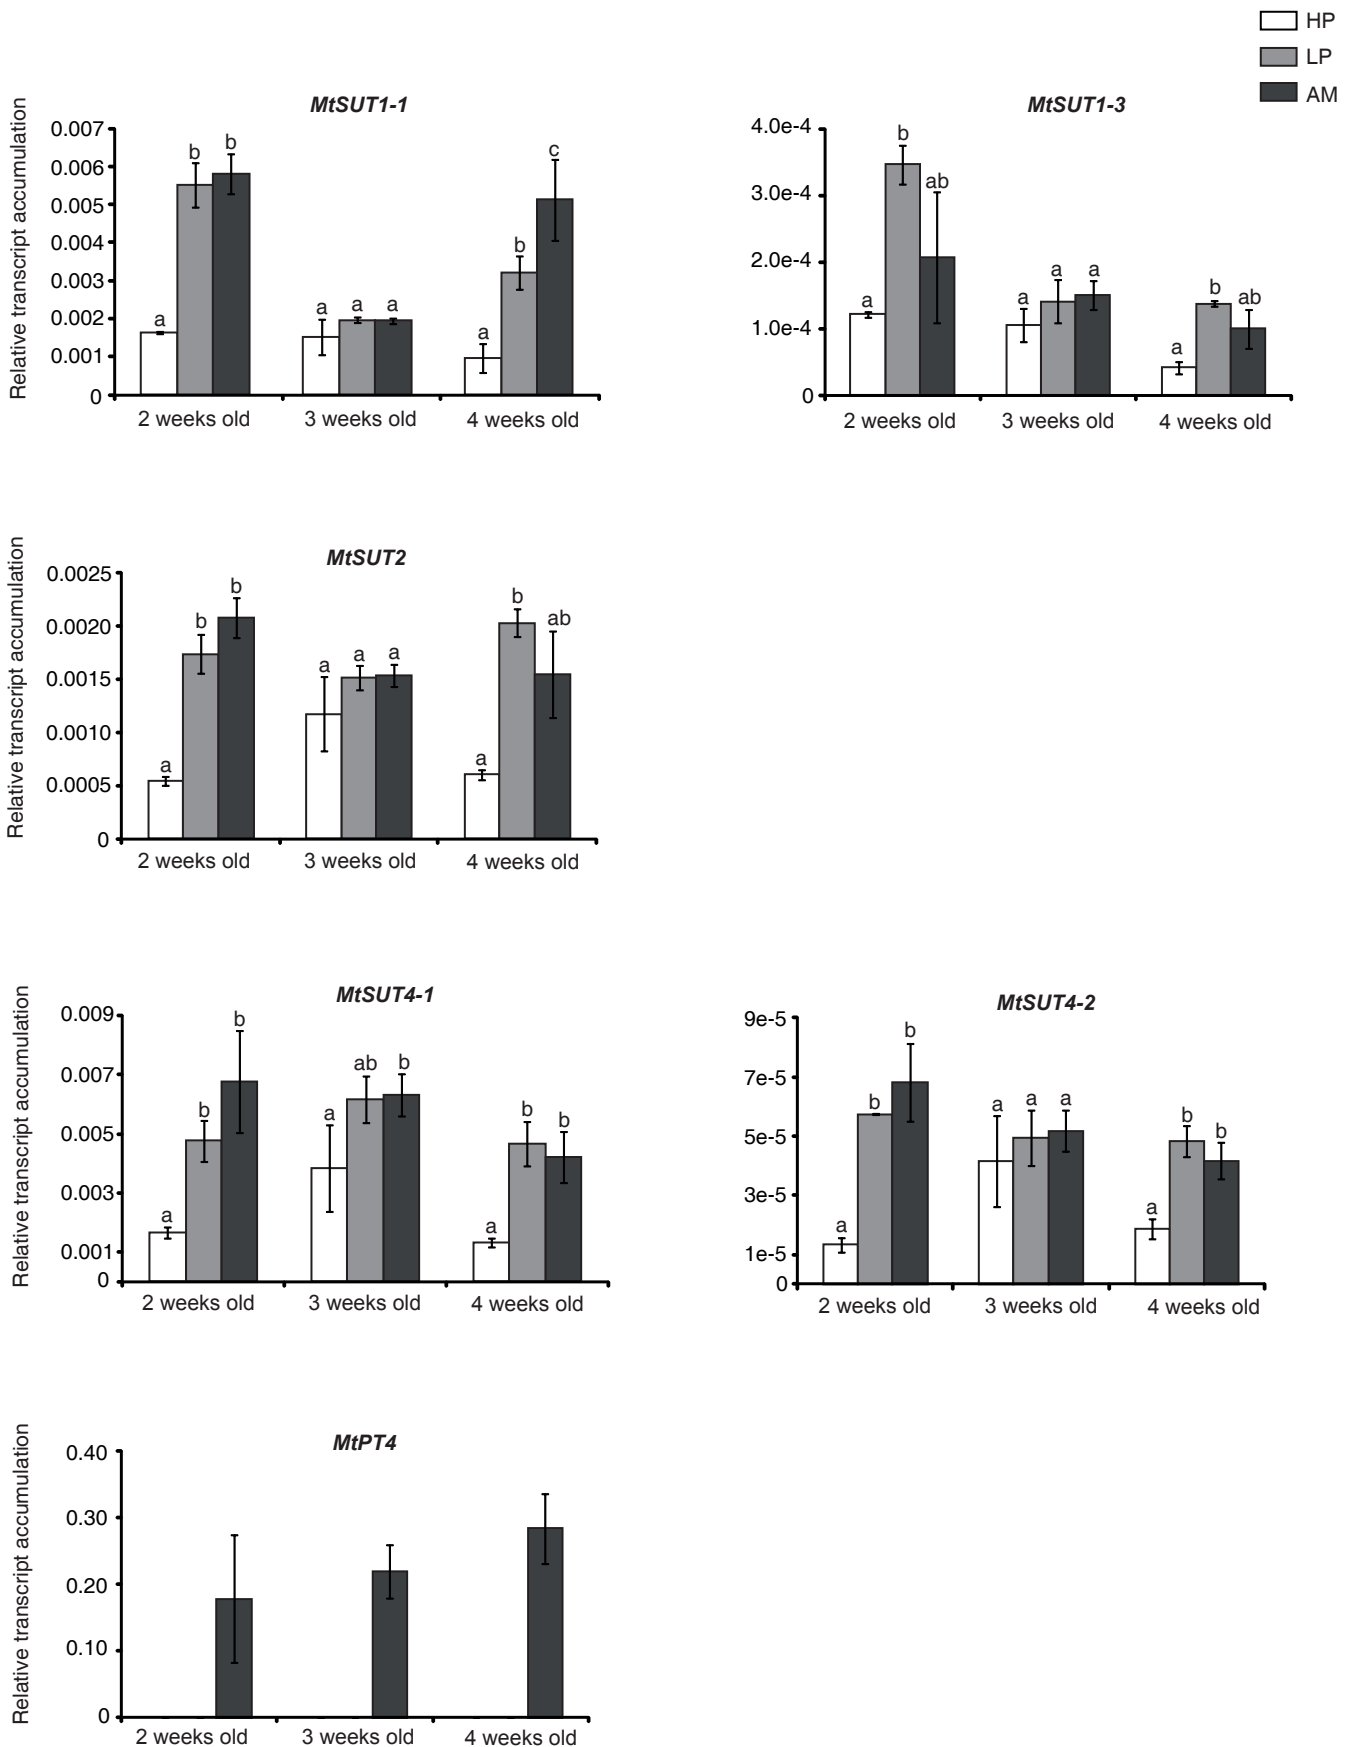 HP
LP
AM
MtSUT1-1
Relative transcript accumulation
0.007
0.006
0.005
0.004
0.003
0.002
0.001
0
a
b
b
a
a
a
a
b
c
2 weeks old
3 weeks old
4 weeks old
MtSUT1-3
4.0e-4
3.0e-4
2.0e-4
1.0e-4
0
a
b
ab
a
a
a
a
b
ab
2 weeks old
3 weeks old
4 weeks old
MtSUT2
Relative transcript accumulation
0.0025
0.0020
0.0015
0.0010
0.0005
0
a
b
b
a
a
a
a
b
ab
2 weeks old
3 weeks old
4 weeks old
MtSUT4-1
Relative transcript accumulation
0.009
0.007
0.005
0.003
0.001
0
a
b
b
a
ab
b
a
b
b
2 weeks old
3 weeks old
4 weeks old
MtSUT4-2
9e-5
7e-5
5e-5
3e-5
1e-5
0
a
b
b
a
a
a
a
b
b
2 weeks old
3 weeks old
4 weeks old
MtPT4
Relative transcript accumulation
0.40
0.30
0.20
0.10
0
2 weeks old
3 weeks old
4 weeks old